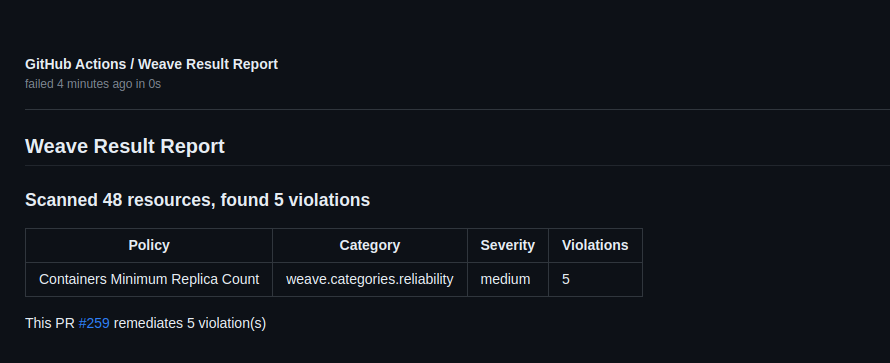 GitHub Actions / Weave Result Report
failed 4 minutes ago in 0s
Weave Result Report
Scanned 48 resources, found 5 violations
Policy Category Severity Violations
Containers Minimum Replica Count weave.categories.reliability medium 5
This PR #259 remediates 5 violation(s)